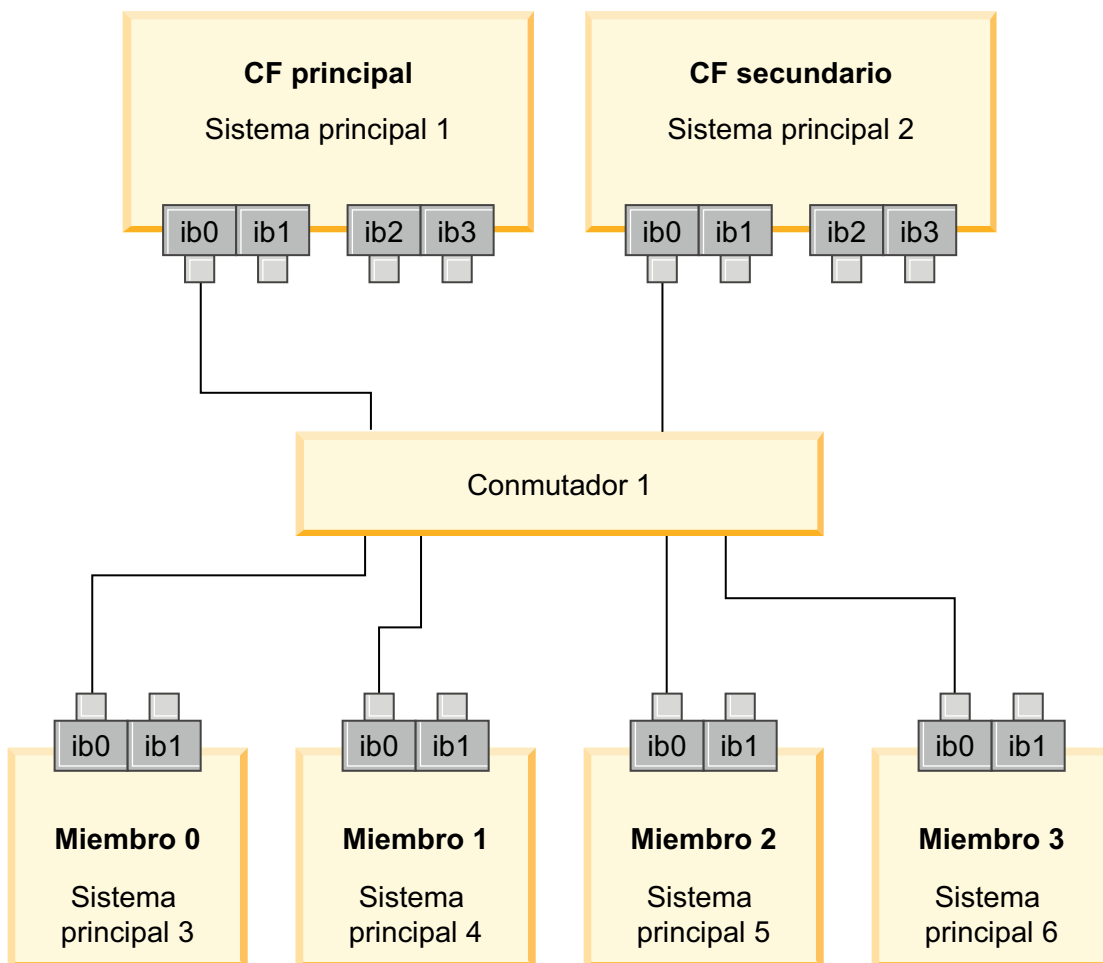 CF principal
Sistema principal 1
CF secundario
Sistema principal 2
ib0 ib1 ib2 ib3
ib0 ib1 ib2 ib3
Conmutador 1
ib0 ib1
ib0 ib1
ib0 ib1
ib0 ib1
Miembro 0
Sistema
principal 3
Miembro 1
Sistema
principal 4
Miembro 2
Sistema
principal 5
Miembro 3
Sistema
principal 6